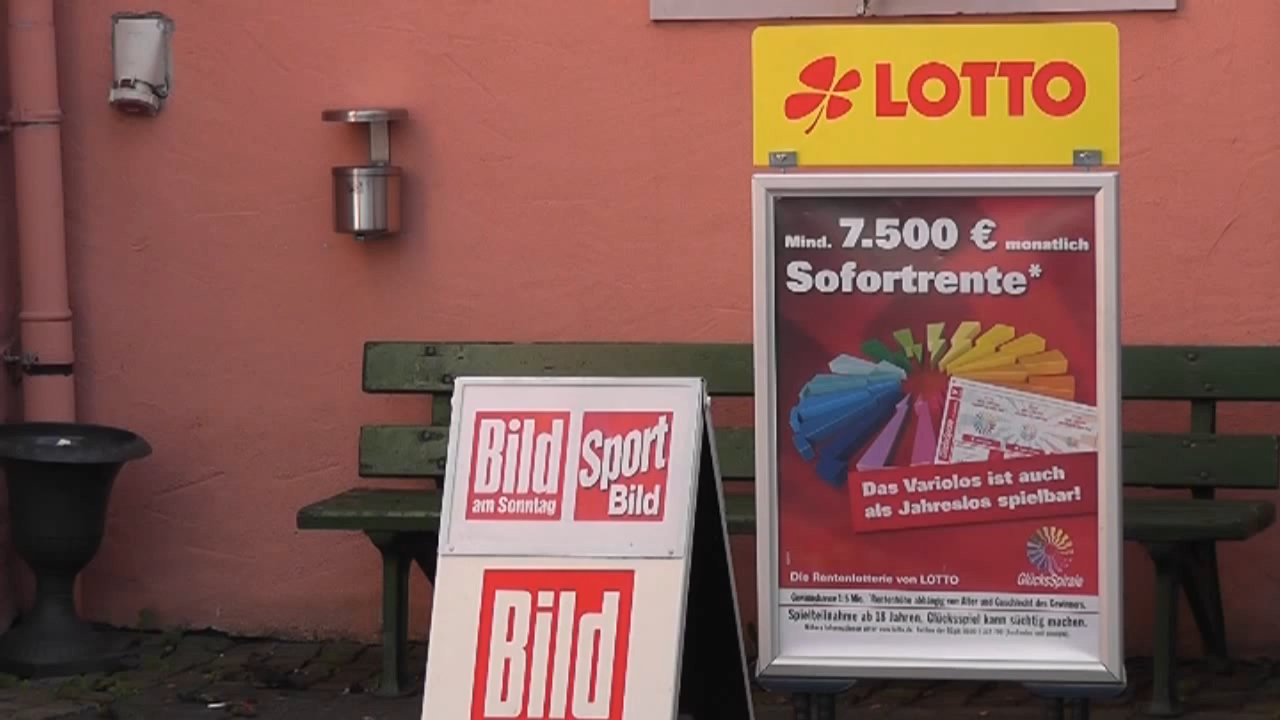 LOTTO
Mind. 7.500 € monatlich
Sofortrente*
Das Variolos ist auch
als Jahreslos spielbar!
GlücksSpirale
Die Rentenlotterie von LOTTO
Spielteilnahme ab 18 Jahren. Glücksspiel kann süchtig machen.
Bild
am Sonntag
Sport
Bild
Bild